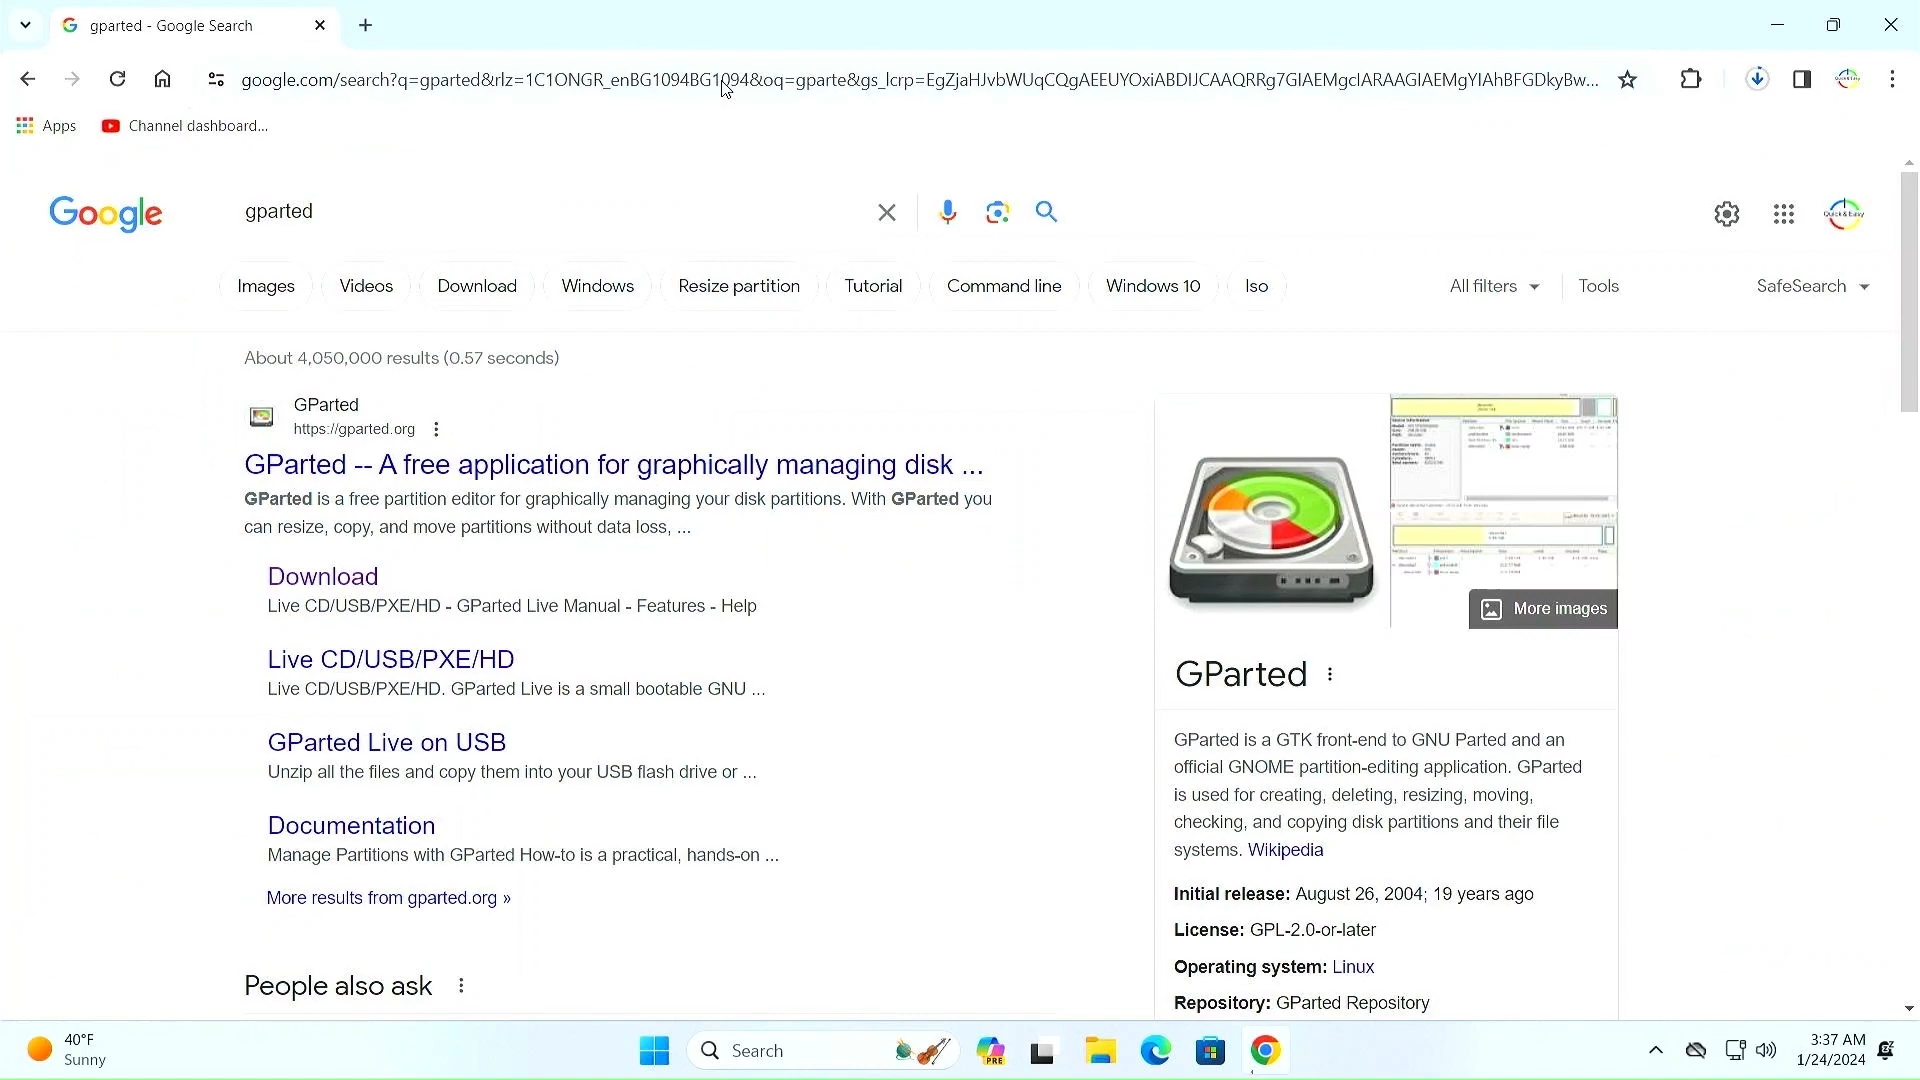 gparted - Google Search
google.com/search?q=gparted&rlz=1C1ONGR_enBG1094BG1094&oq=gparte&gs_lcrp=EgZjaHJvbWUqCQgAEEUYOxiABDIJCAAQRRg7GIAEMgcIARAAGIAEMgYIAhBFGDkyBw...
Apps
Channel dashboard...
Google
gparted
Quick & Easy
Images
Videos
Download
Windows
Resize partition
Tutorial
Command line
Windows 10
Iso
All filters
Tools
SafeSearch
About 4,050,000 results (0.57 seconds)
GParted
https://gparted.org
GParted -- A free application for graphically managing disk ...
GParted is a free partition editor for graphically managing your disk partitions. With GParted you
can resize, copy, and move partitions without data loss, ...
Download
Live CD/USB/PXE/HD - GParted Live Manual - Features - Help
Live CD/USB/PXE/HD
Live CD/USB/PXE/HD. GParted Live is a small bootable GNU ...
GParted Live on USB
Unzip all the files and copy them into your USB flash drive or ...
Documentation
Manage Partitions with GParted How-to is a practical, hands-on ...
More results from gparted.org »
People also ask
More images
GParted
GParted is a GTK front-end to GNU Parted and an
official GNOME partition-editing application. GParted
is used for creating, deleting, resizing, moving,
checking, and copying disk partitions and their file
systems. Wikipedia
Initial release: August 26, 2004; 19 years ago
License: GPL-2.0-or-later
Operating system: Linux
Repository: GParted Repository
40°F
Sunny
Search
PRE
3:37 AM
1/24/2024